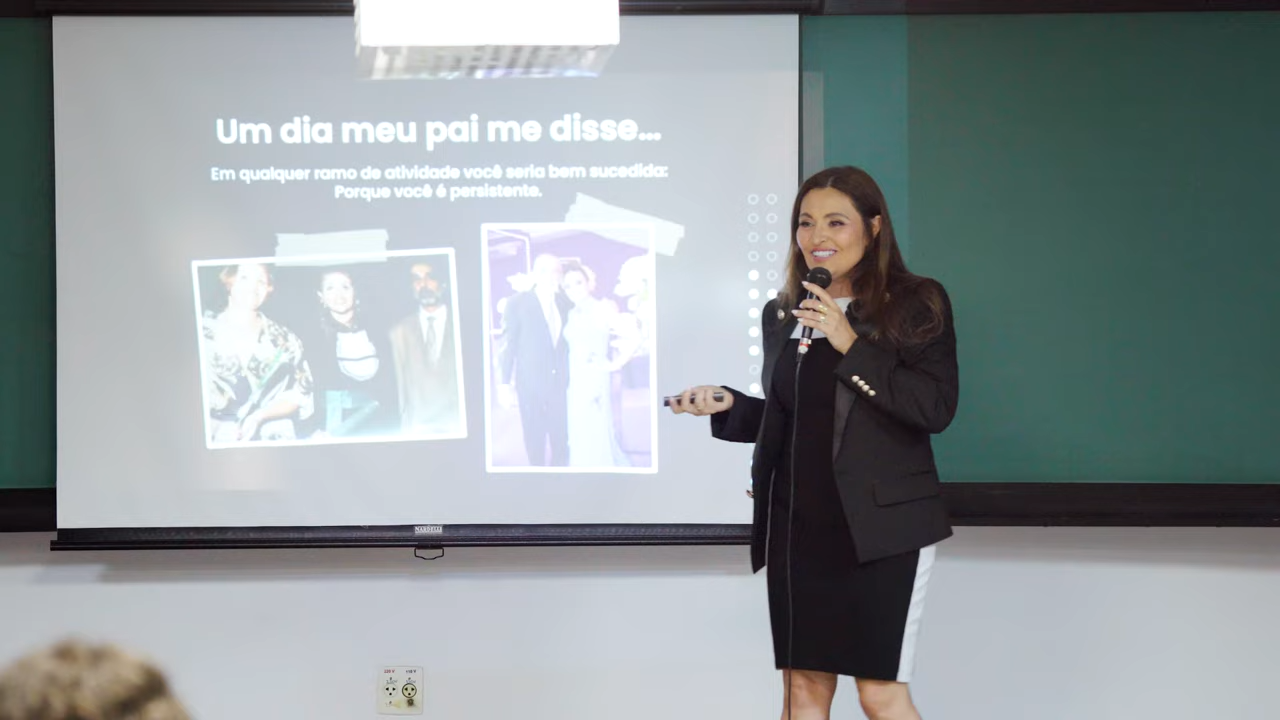 Um dia meu pai me disse...
Em qualquer ramo de atividade você seria bem sucedida:
Porque você é persistente.